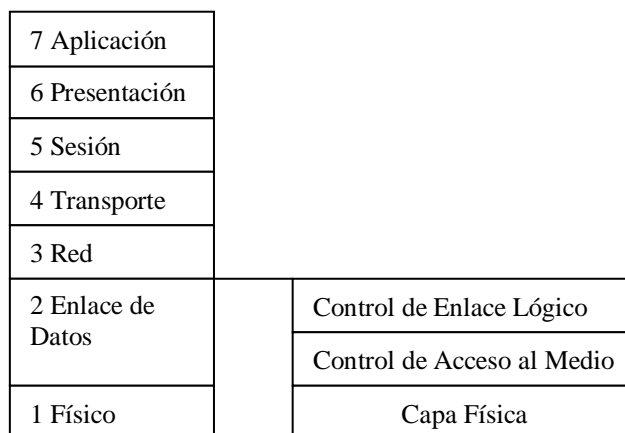 7 Aplicación
6 Presentación
5 Sesión
4 Transporte
3 Red
2 Enlace de
Datos
Control de Enlace Lógico
Control de Acceso al Medio
1 Físico
Capa Física